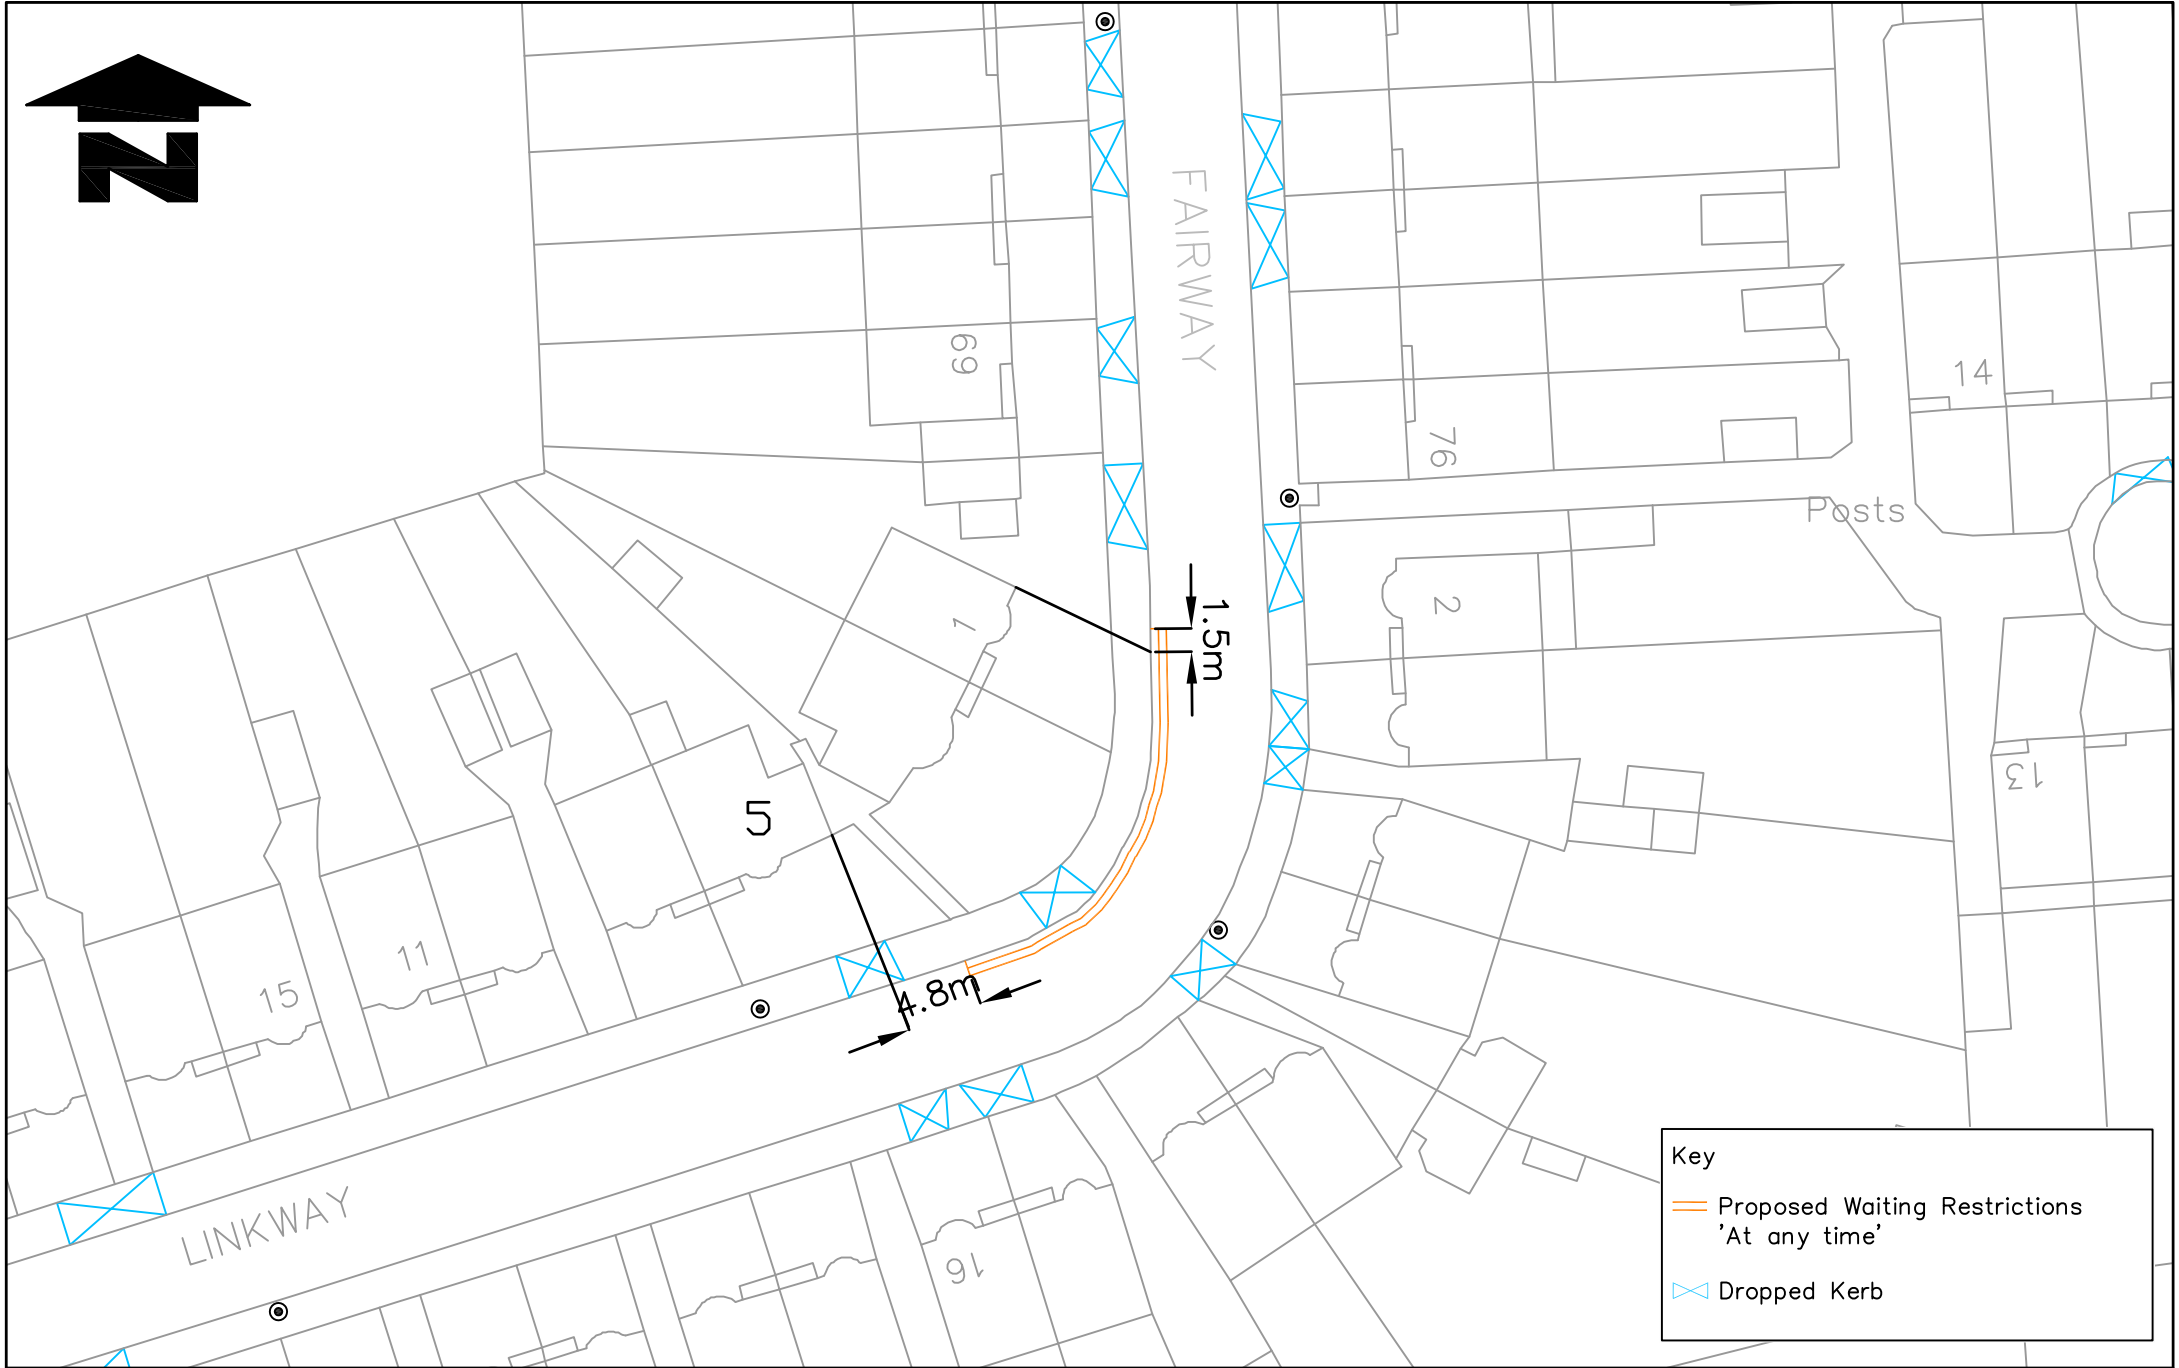 N
FAIRWAY
69
76
14
Posts
1
2
1.5m
13
5
4.8m
11
15
16
LINKWAY
Key
Proposed Waiting Restrictions
'At any time'
Dropped Kerb